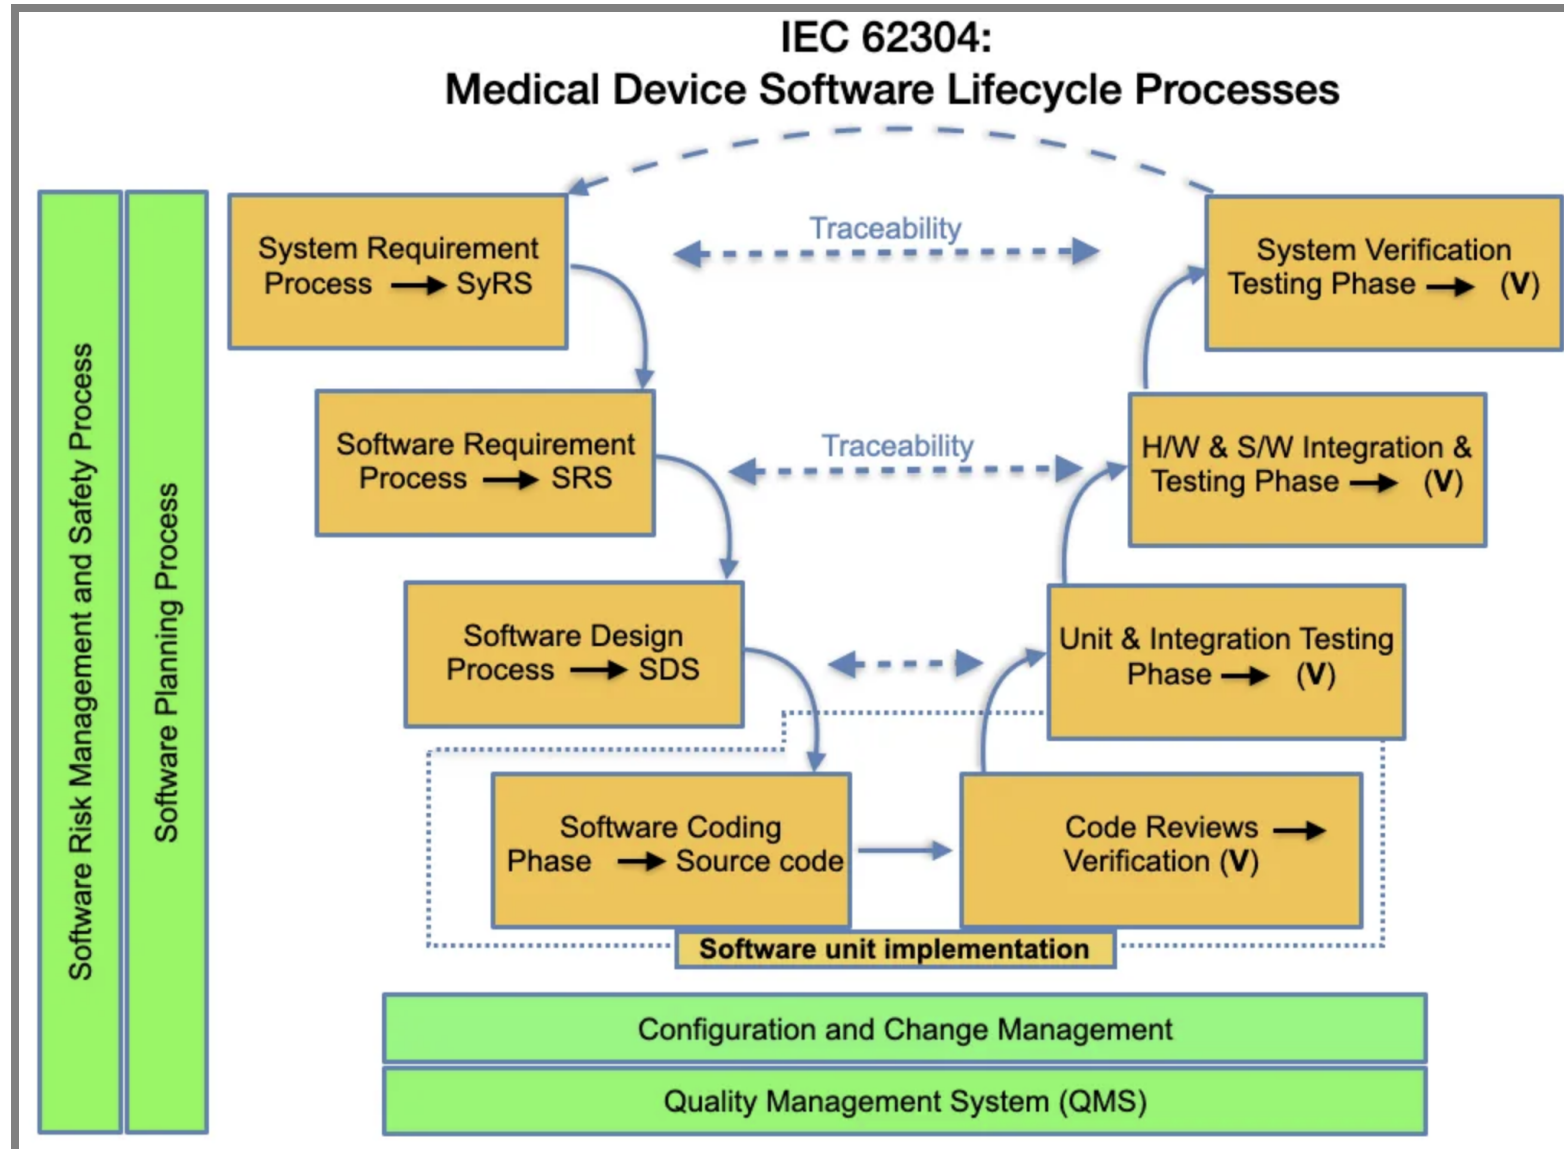 IEC 62304:
Medical Device Software Lifecycle Processes
Software Risk Management and Safety Process
Software Planning Process
System Requirement
Process → SyRS
Traceability
System Verification
Testing Phase → (V)
Software Requirement
Process → SRS
Traceability
H/W & S/W Integration &
Testing Phase → (V)
Software Design
Process → SDS
Unit & Integration Testing
Phase → (V)
Software Coding
Phase → Source code
Code Reviews →
Verification (V)
Software unit implementation
Configuration and Change Management
Quality Management System (QMS)